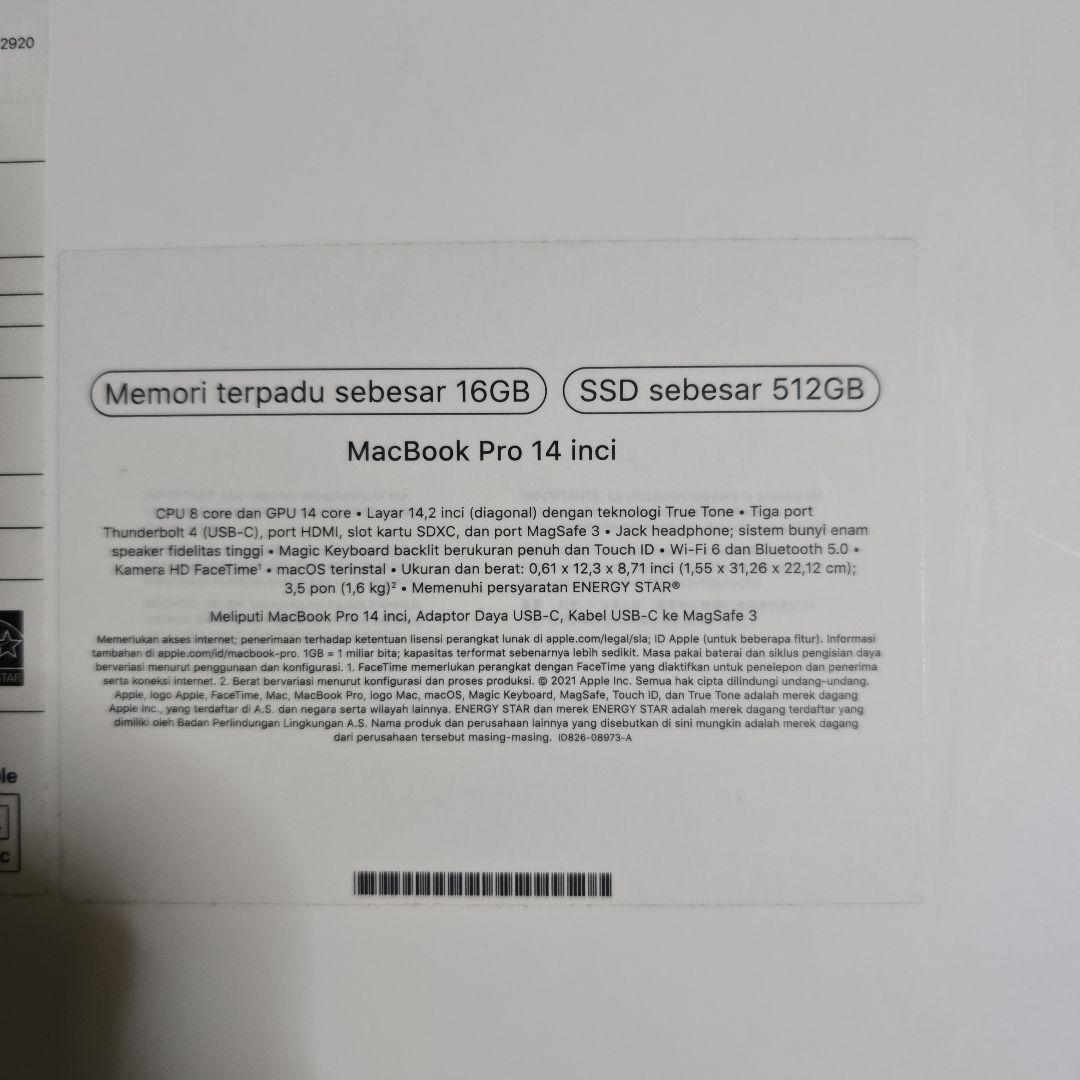 2920
Memori terpadu sebesar 16GB
SSD sebesar 512GB
MacBook Pro 14 inci
CPU 8 core dan GPU 14 core • Layar 14,2 inci (diagonal) dengan teknologi True Tone • Tiga port
Thunderbolt 4 (USB-C), port HDMI, slot kartu SDXC, dan port MagSafe 3 • Jack headphone; sistem bunyi enam
speaker fidelitas tinggi • Magic Keyboard backlit berukuran penuh dan Touch ID • Wi-Fi 6 dan Bluetooth 5.0 •
Kamera HD FaceTime¹ • macOS terinstal • Ukuran dan berat: 0,61 x 12,3 x 8,71 inci (1,55 x 31,26 x 22,12 cm);
3,5 pon (1,6 kg)² • Memenuhi persyaratan ENERGY STAR®
Meliputi MacBook Pro 14 inci, Adaptor Daya USB-C, Kabel USB-C ke MagSafe 3
Memerlukan akses internet; penerimaan terhadap ketentuan lisensi perangkat lunak di apple.com/legal/sla; ID Apple (untuk beberapa fitur). Informasi
tambahan di apple.com/id/macbook-pro. 1GB = 1 miliar bita; kapasitas terformat sebenarnya lebih sedikit. Masa pakai baterai dan siklus pengisian daya
bervariasi menurut penggunaan dan konfigurasi. 1. FaceTime memerlukan perangkat dengan FaceTime yang diaktifkan untuk penelepon dan penerima
serta koneksi internet. 2. Berat bervariasi menurut konfigurasi dan proses produksi. © 2021 Apple Inc. Semua hak cipta dilindungi undang-undang.
Apple, logo Apple, FaceTime, Mac, MacBook Pro, logo Mac, macOS, Magic Keyboard, MagSafe, Touch ID, dan True Tone adalah merek dagang
Apple Inc., yang terdaftar di A.S. dan negara serta wilayah lainnya. ENERGY STAR dan merek ENERGY STAR adalah merek dagang terdaftar yang
dimiliki oleh Badan Perlindungan Lingkungan A.S. Nama produk dan perusahaan lainnya yang disebutkan di sini mungkin adalah merek dagang
dari perusahaan tersebut masing-masing. ID826-08973-A